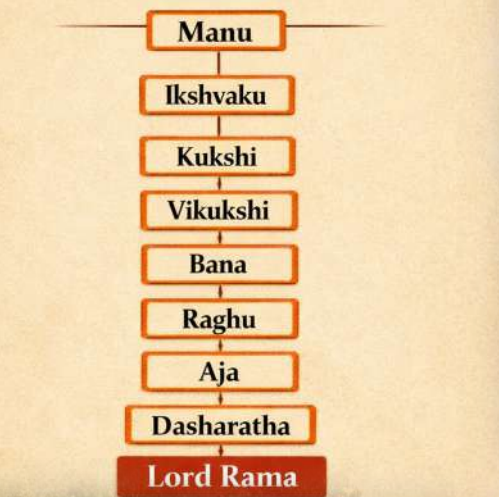 Manu
Ikshvaku
Kukshi
Vikukshi
Bana
Raghu
Aja
Dasharatha
Lord Rama